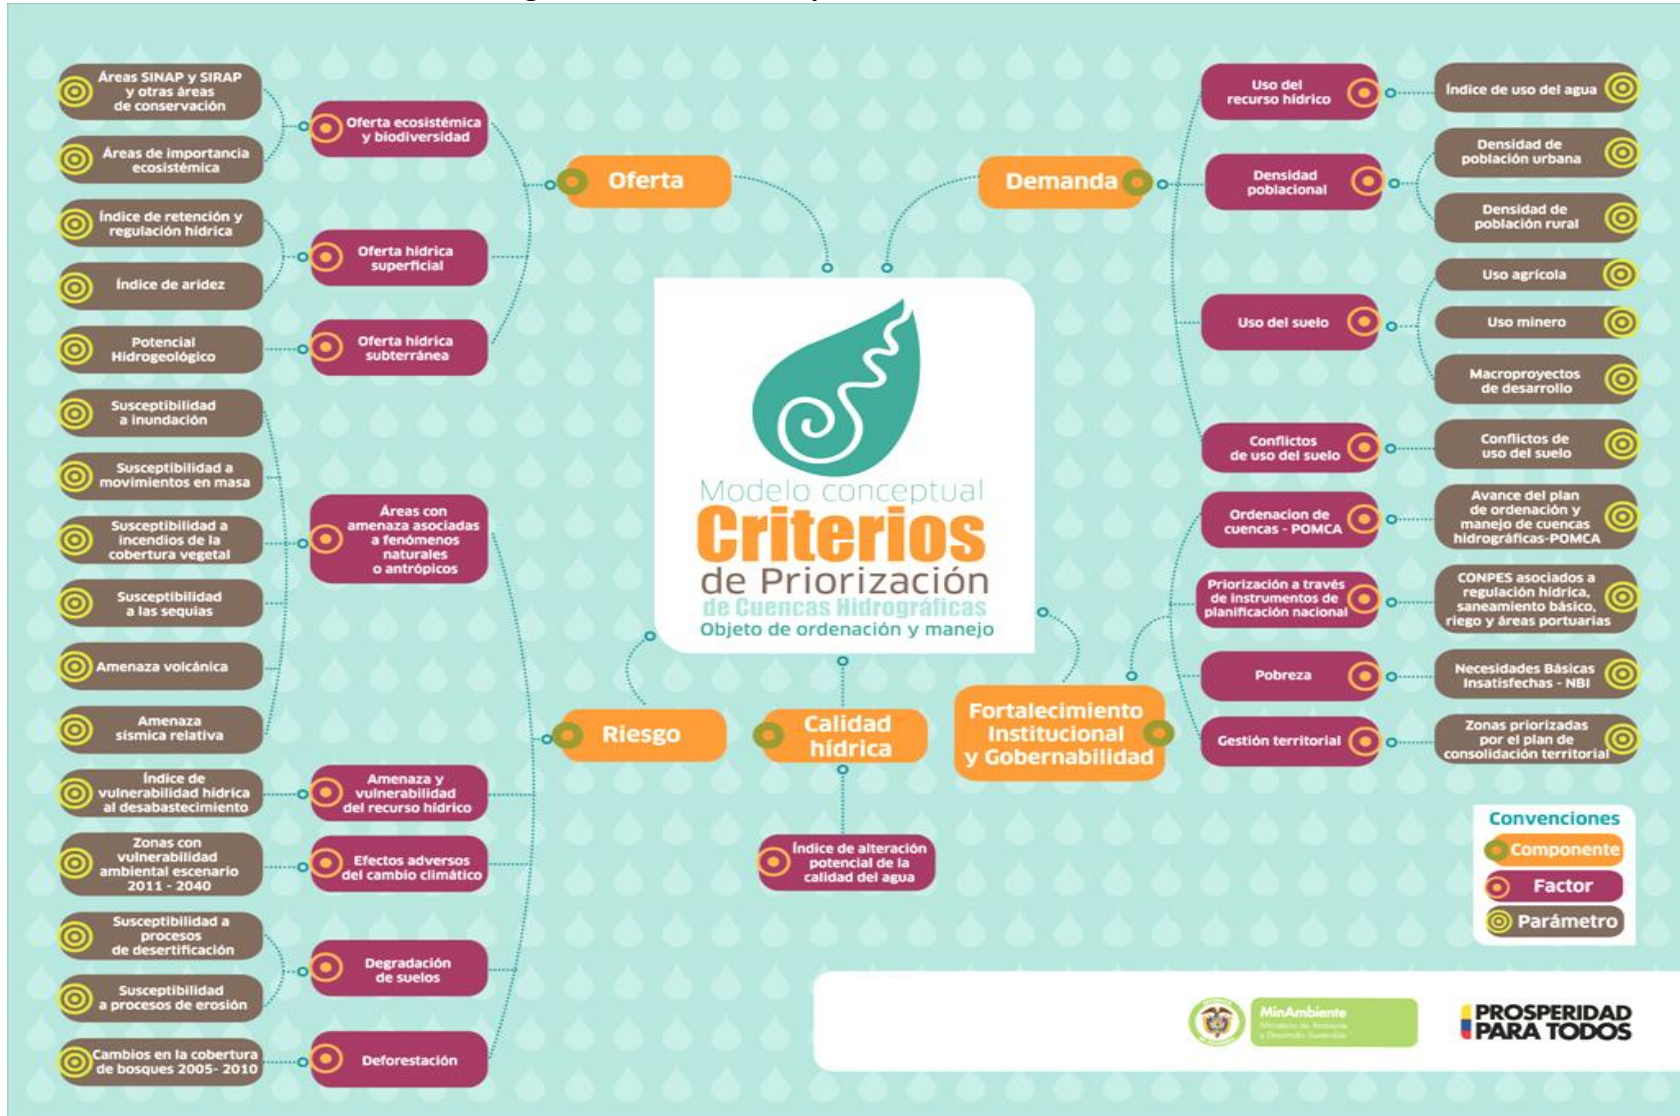 Áreas SINAP y SIRAP
y otras áreas
de conservación
Áreas de importancia
ecosistémica
Oferta ecosistémica
y biodiversidad
Índice de retención y
regulación hídrica
Índice de aridez
Oferta hídrica
superficial
Potencial
Hidrogeológico
Oferta hídrica
subterránea
Oferta
Susceptibilidad
a inundación
Susceptibilidad a
movimientos en masa
Susceptibilidad a
incendios de la
cobertura vegetal
Susceptibilidad
a las sequías
Amenaza volcánica
Amenaza
sísmica relativa
Áreas con
amenaza asociadas
a fenómenos
naturales
o antrópicos
Índice de
vulnerabilidad hídrica
al desabastecimiento
Amenaza y
vulnerabilidad
del recurso hídrico
Zonas con
vulnerabilidad
ambiental escenario
2011 - 2040
Efectos adversos
del cambio climático
Susceptibilidad a
procesos
de desertificación
Susceptibilidad
a procesos de erosión
Degradación
de suelos
Cambios en la cobertura
de bosques 2005- 2010
Deforestación
Riesgo
Modelo conceptual
Criterios
de Priorización
de Cuencas Hidrográficas
Objeto de ordenación y manejo
Calidad
hídrica
Índice de alteración
potencial de la
calidad del agua
Demanda
Uso del
recurso hídrico
Índice de uso del agua
Densidad
poblacional
Densidad de
población urbana
Densidad de
población rural
Uso del suelo
Uso agrícola
Uso minero
Macroproyectos
de desarrollo
Conflictos
de uso del suelo
Conflictos de
uso del suelo
Fortalecimiento
Institucional
y Gobernabilidad
Ordenacion de
cuencas - POMCA
Avance del plan
de ordenación y
manejo de cuencas
hidrográficas-POMCA
Priorización a través
de instrumentos de
planificación nacional
CONPES asociados a
regulación hídrica,
saneamiento básico,
riego y áreas portuarias
Pobreza
Necesidades Básicas
Insatisfechas - NBI
Gestión territorial
Zonas priorizadas
por el plan de
consolidación territorial
Convenciones
Componente
Factor
Parámetro
MinAmbiente
Ministerio de Ambiente
y Desarrollo Sostenible
PROSPERIDAD
PARA TODOS